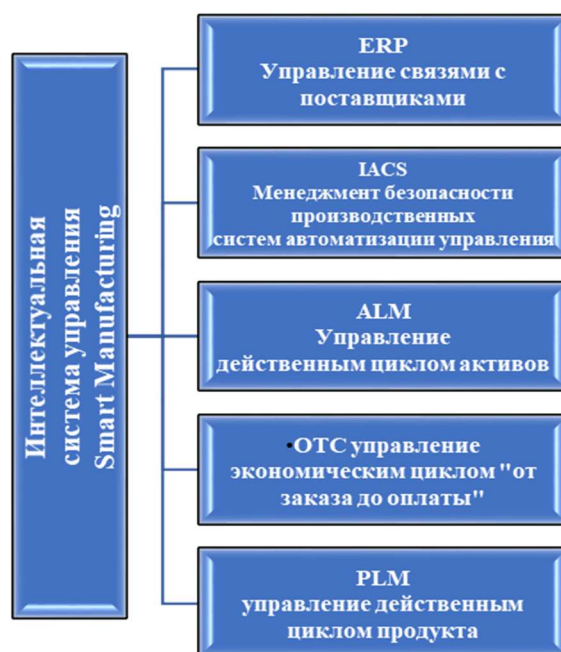 Интеллектуальная
система управления
Smart Manufacturing
ERP
Управление связями с
поставщиками
IACS
Менеджмент безопасности
производственных
систем автоматизации управления
ALM
Управление
действенным циклом активов
•OTC управление
экономическим циклом "от
заказа до оплаты"
PLM
управление действенным
циклом продукта